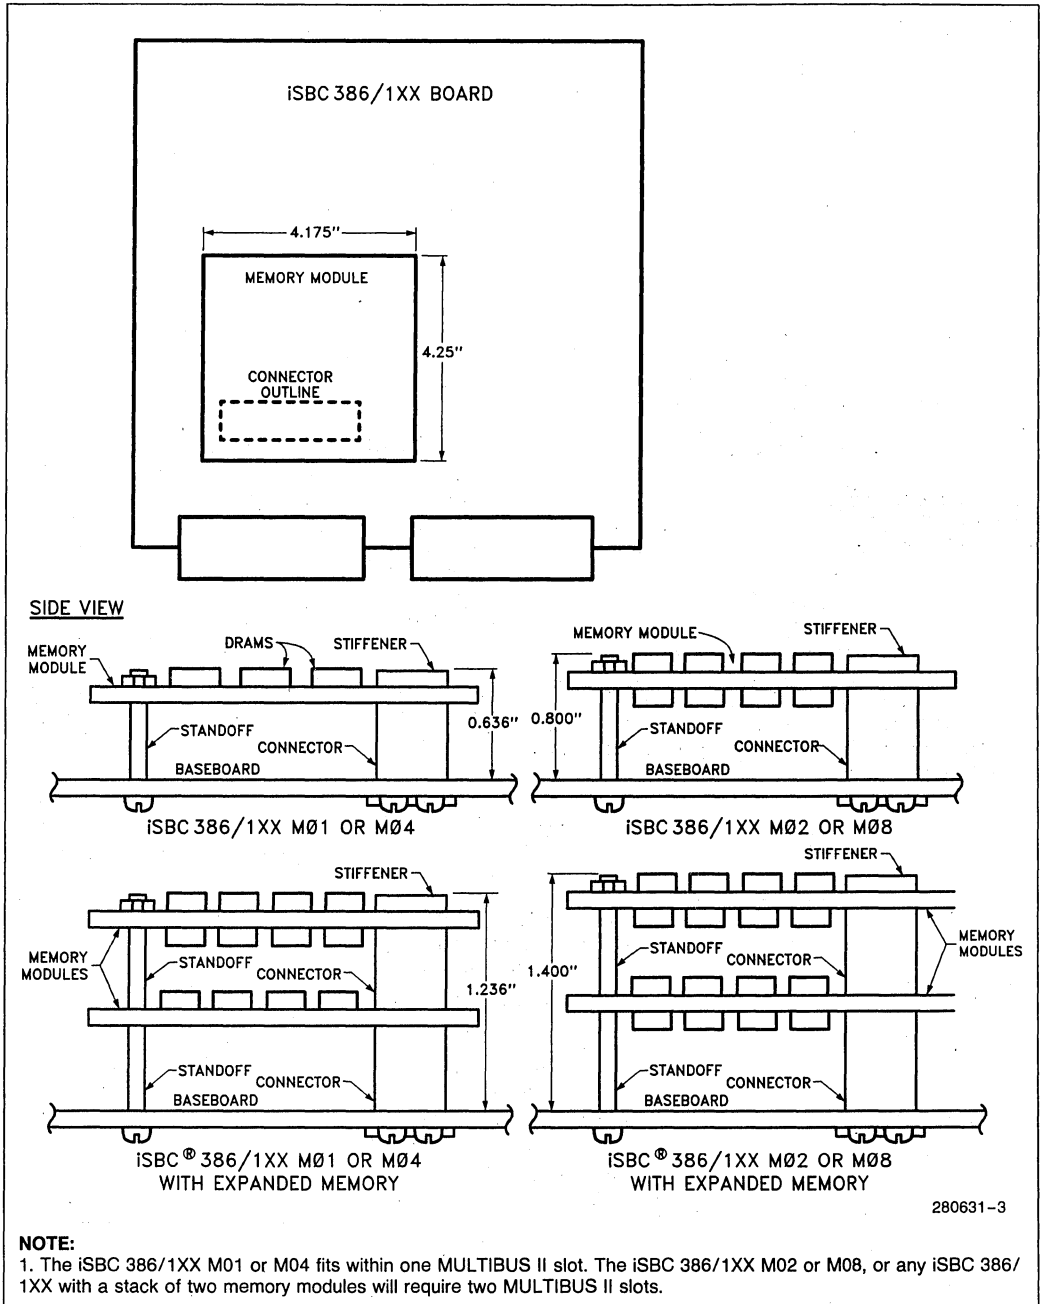 iSBC 386/1XX BOARD
4.175"
MEMORY MODULE
4.25"
CONNECTOR
OUTLINE
SIDE VIEW
MEMORY
MODULE
DRAMS
STIFFENER
0.636"
STANDOFF
CONNECTOR
BASEBOARD
iSBC 386/1XX MØ1 OR MØ4
MEMORY MODULE
STIFFENER
0.800"
STANDOFF
CONNECTOR
BASEBOARD
iSBC 386/1XX MØ2 OR MØ8
STIFFENER
MEMORY
MODULES
STANDOFF
CONNECTOR
1.236"
STANDOFF
CONNECTOR
BASEBOARD
iSBC® 386/1XX MØ1 OR MØ4
WITH EXPANDED MEMORY
STIFFENER
1.400"
STANDOFF
CONNECTOR
MEMORY
MODULES
STANDOFF
CONNECTOR
BASEBOARD
iSBC® 386/1XX MØ2 OR MØ8
WITH EXPANDED MEMORY
280631-3
NOTE:
1. The iSBC 386/1XX M01 or M04 fits within one MULTIBUS II slot. The iSBC 386/1XX M02 or M08, or any iSBC 386/
1XX with a stack of two memory modules will require two MULTIBUS II slots.